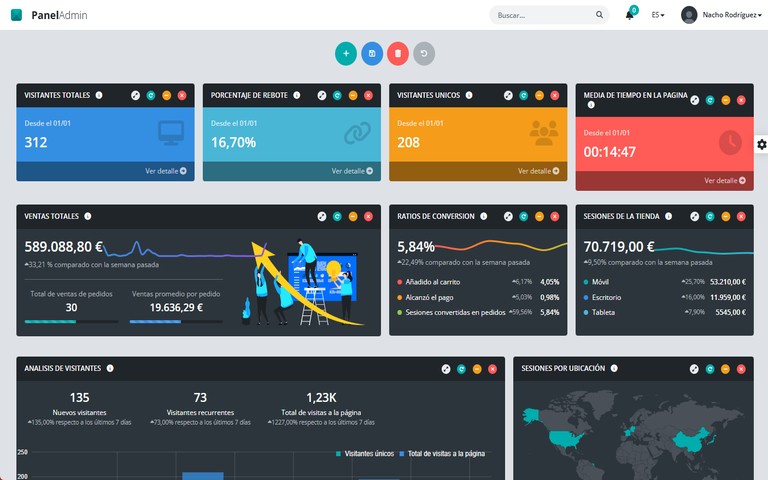 PanelAdmin
Buscar...
0
ES
Nacho Rodríguez
VISITANTES TOTALES
Desde el 01/01
312
Ver detalle
PORCENTAJE DE REBOTE
Desde el 01/01
16,70%
Ver detalle
VISITANTES UNICOS
Desde el 01/01
208
Ver detalle
MEDIA DE TIEMPO EN LA PAGINA
Desde el 01/01
00:14:47
Ver detalle
VENTAS TOTALES
589.088,80 €
33,21 % comparado con la semana pasada
Total de ventas de pedidos
30
Ventas promedio por pedido
19.636,29 €
RATIOS DE CONVERSION
5,84%
22,49% comparado con la semana pasada
Añadido al carrito 6,17% 4,05%
Alcanzó el pago 5,03% 0,98%
Sesiones convertidas en pedidos 59,56% 5,84%
SESIONES DE LA TIENDA
70.719,00 €
9,50% comparado con la semana pasada
Móvil 25,70% 53.210,00 €
Escritorio 16,00% 11.959,00 €
Tableta 7,90% 5545,00 €
ANALISIS DE VISITANTES
135
Nuevos visitantes
135,00% respecto a los últimos 7 días
73
Visitantes recurrentes
73,00% respecto a los últimos 7 días
1,23K
Total de visitas a la página
1227,00% respecto a los últimos 7 días
Visitantes únicos
Total de visitas a la página
250
200
SESIONES POR UBICACIÓN